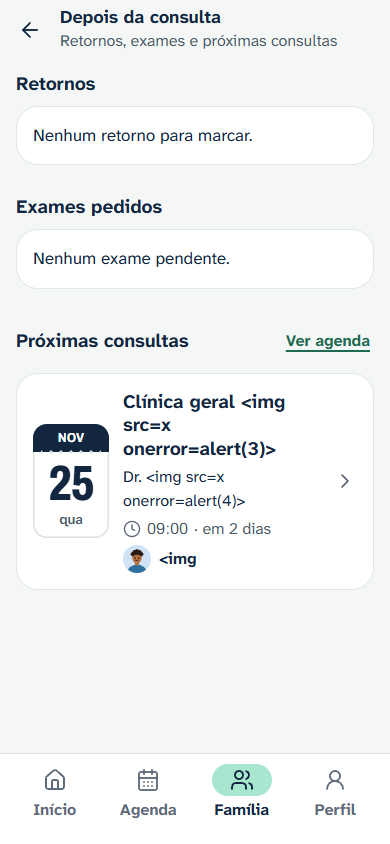 Depois da consulta
Retornos, exames e próximas consultas
Retornos
Nenhum retorno para marcar.
Exames pedidos
Nenhum exame pendente.
Próximas consultas
Ver agenda
NOV
25
qua
Clínica geral <img
src=x
onerror=alert(3)>
Dr. <img src=x
onerror=alert(4)>
09:00 · em 2 dias
<img
Início
Agenda
Família
Perfil